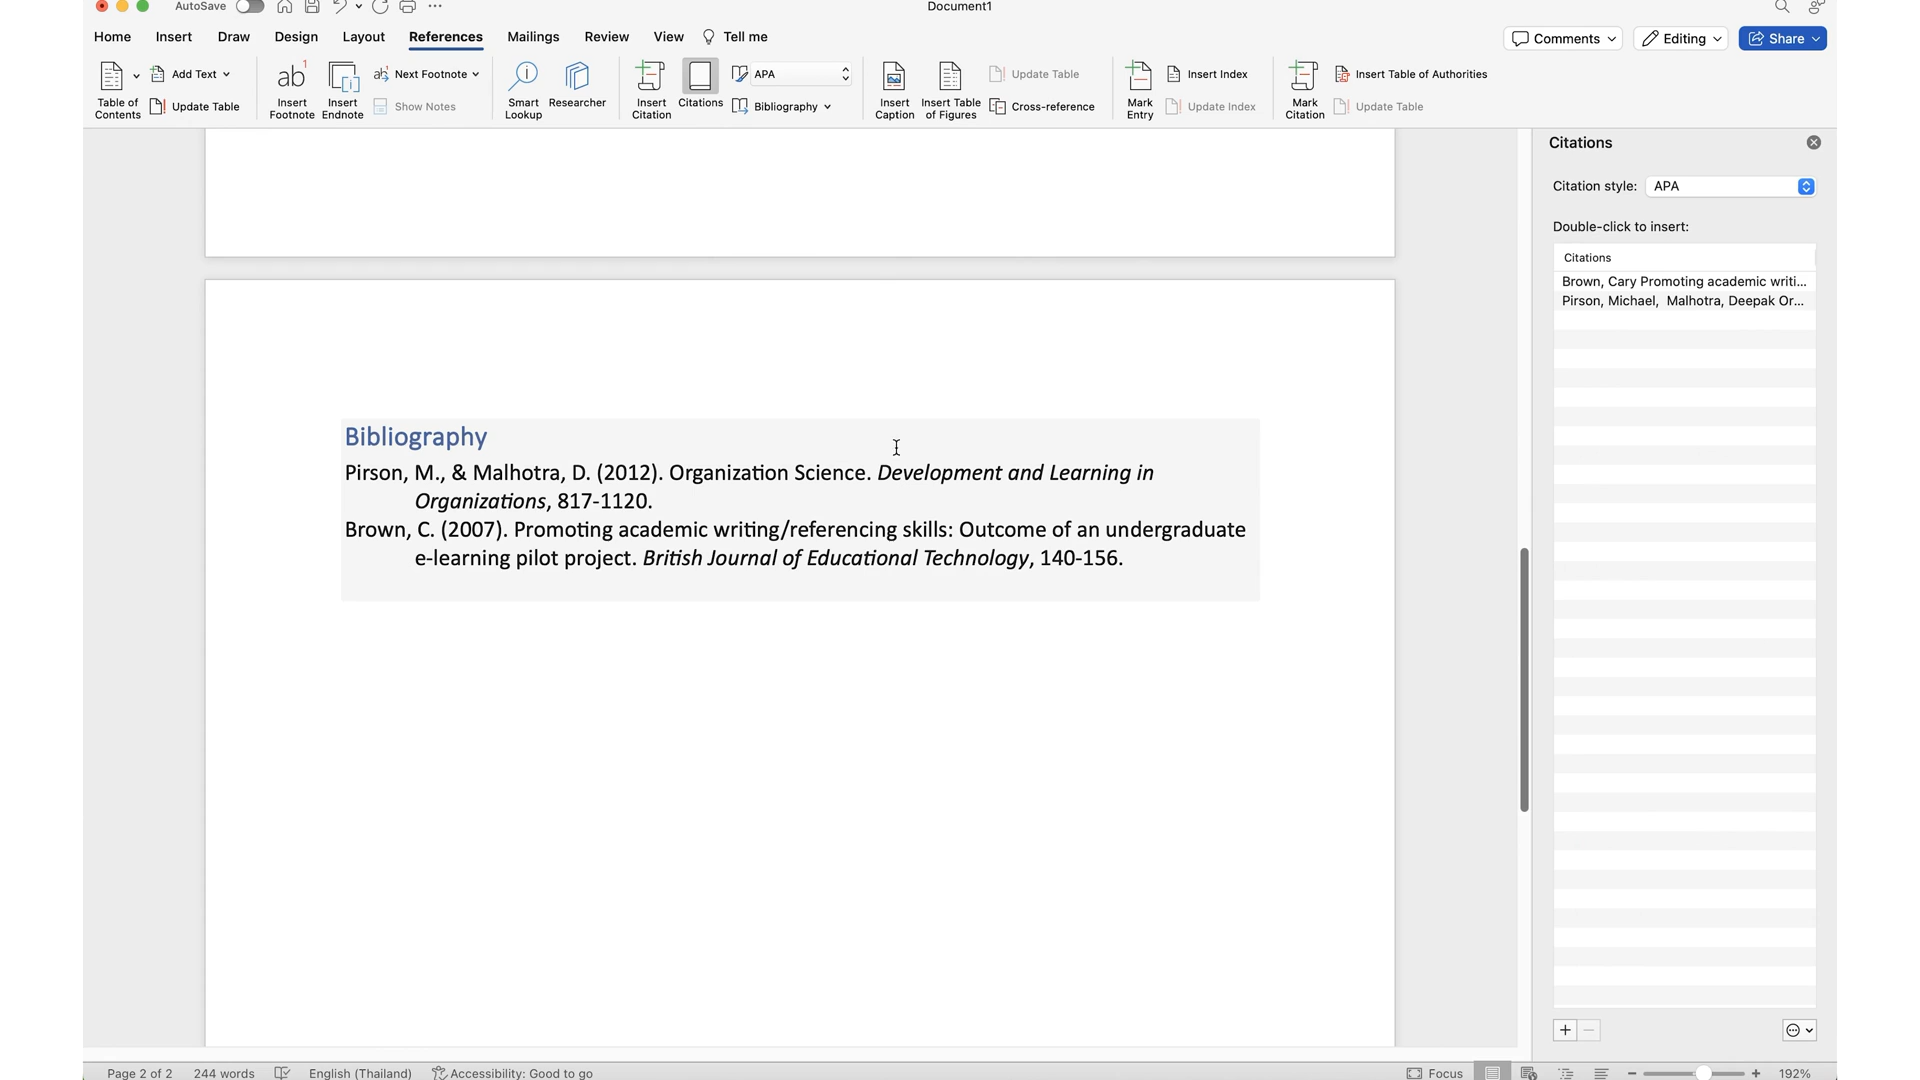 AutoSave
Document1
Home Insert Draw Design Layout References Mailings Review View Tell me
Comments Editing Share
Table of Contents
Add Text
Update Table
ab 1
Insert Footnote
Insert Endnote
ab Next Footnote
Show Notes
Smart Lookup
Researcher
Insert Citation
Citations
APA
Bibliography
Insert Caption
Insert Table of Figures
Update Table
Cross-reference
Mark Entry
Insert Index
Update Index
Mark Citation
Insert Table of Authorities
Update Table
Bibliography
Pirson, M., & Malhotra, D. (2012). Organization Science. Development and Learning in
Organizations, 817-1120.
Brown, C. (2007). Promoting academic writing/referencing skills: Outcome of an undergraduate
e-learning pilot project. British Journal of Educational Technology, 140-156.
Citations
Citation style: APA
Double-click to insert:
Citations
Brown, Cary Promoting academic writi...
Pirson, Michael, Malhotra, Deepak Or...
Page 2 of 2 244 words English (Thailand) Accessibility: Good to go Focus 192%